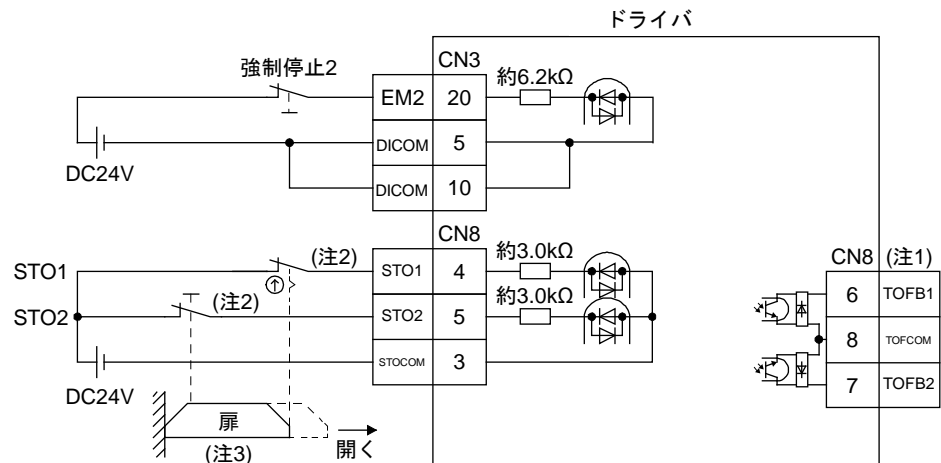 ドライバ
CN3
強制停止2
EM2 20 約6.2kΩ
DICOM 5
DC24V
DICOM 10
CN8
STO1 (注2) STO1 4 約3.0kΩ
STO2 (注2) STO2 5 約3.0kΩ
STOCOM 3
DC24V
扉
(注3)
開く
CN8 (注1)
6 TOFB1
8 TOFCOM
7 TOFB2